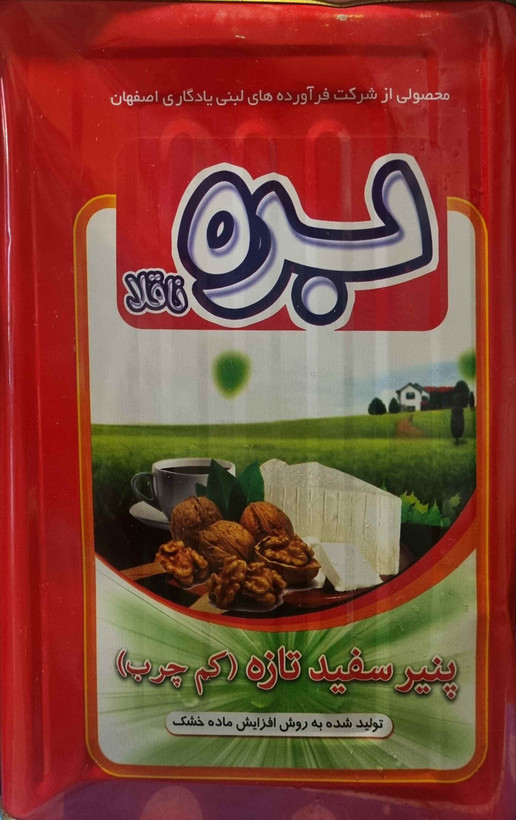 محصولی از شرکت فرآورده های لبنی یادگاری اصفهان
بره
ناقلا
پنیر سفید تازه (کم چرب)
تولید شده به روش افزایش ماده خشک